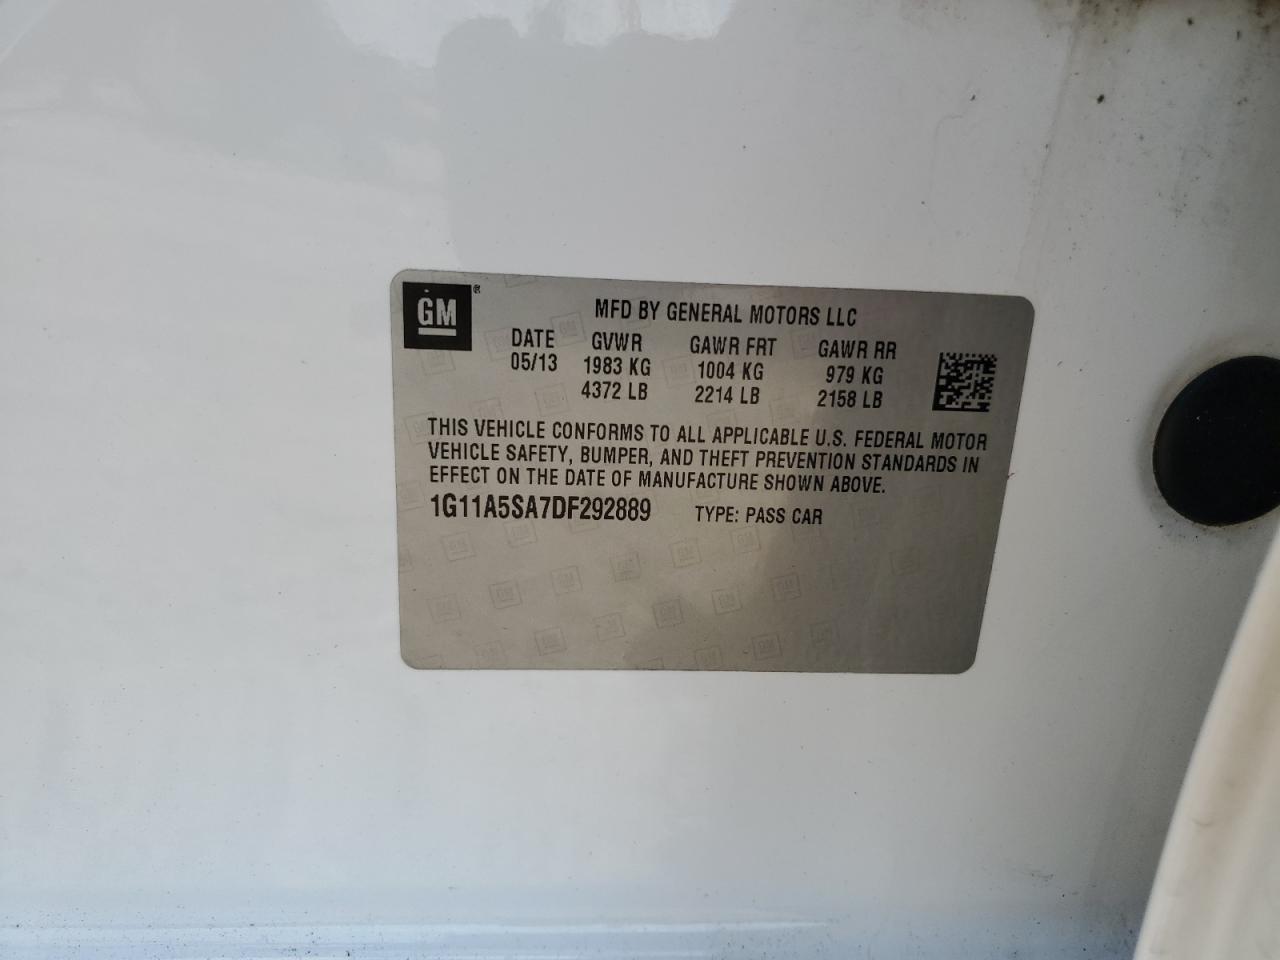 GM ®
MFD BY GENERAL MOTORS LLC
DATE GVWR GAWR FRT GAWR RR
05/13 1983 KG 1004 KG 979 KG
4372 LB 2214 LB 2158 LB
THIS VEHICLE CONFORMS TO ALL APPLICABLE U.S. FEDERAL MOTOR
VEHICLE SAFETY, BUMPER, AND THEFT PREVENTION STANDARDS IN
EFFECT ON THE DATE OF MANUFACTURE SHOWN ABOVE.
1G11A5SA7DF292889 TYPE: PASS CAR